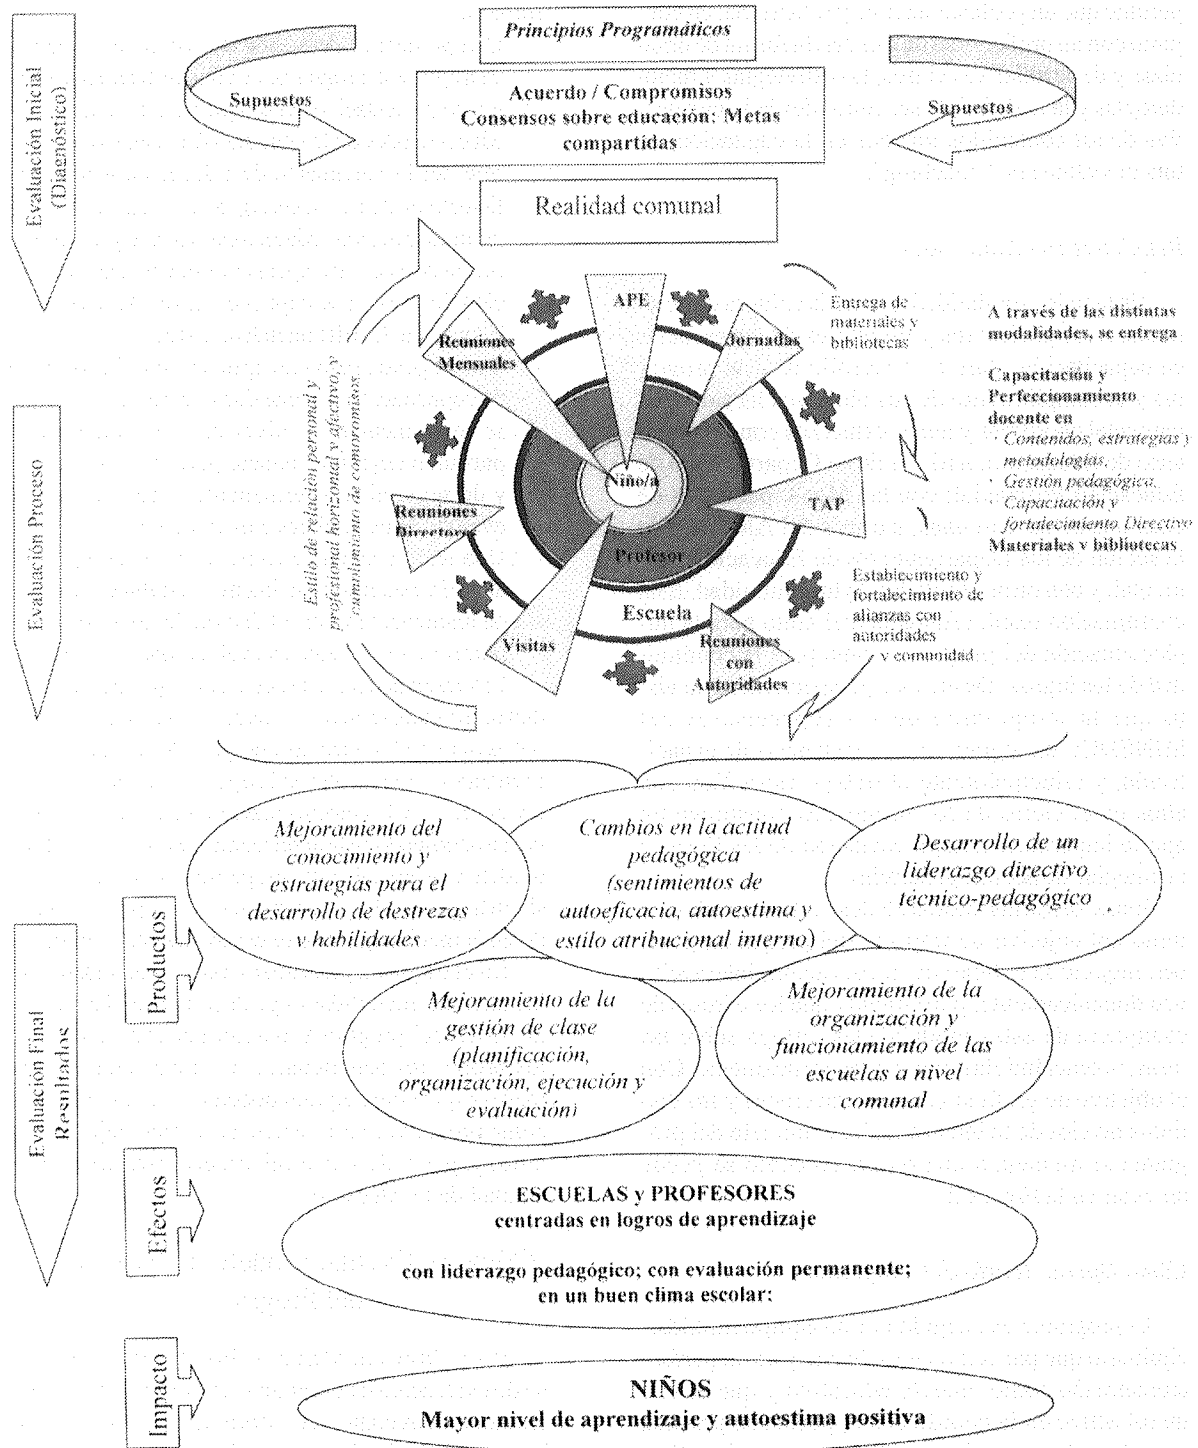 Principios Programáticos
Acuerdo / Compromisos
Consensos sobre educación: Metas
compartidas
Supuestos
Supuestos
Realidad comunal
Evaluación Inicial
(Diagnóstico)
Evaluación Proceso
Evaluación Final
Resultados
Estilo de relación personal y
profesional horizontal y afectivo, y
cumplimiento de compromisos
APE
Reuniones
Mensuales
Jornadas
Niño/a
TAP
Reuniones
Directores
Profesor
Escuela
Visitas
Reuniones
con
Autoridades
Entrega de
materiales y
bibliotecas
A través de las distintas
modalidades, se entrega
Capacitación y
Perfeccionamiento
docente en
· Contenidos, estrategias y
metodologías,
· Gestión pedagógica,
· Capacitación y
fortalecimiento Directivo
Materiales y bibliotecas
Establecimiento y
fortalecimiento de
alianzas con
autoridades
y comunidad
Productos
Mejoramiento del
conocimiento y
estrategias para el
desarrollo de destrezas
y habilidades
Cambios en la actitud
pedagógica
(sentimientos de
autoeficacia, autoestima y
estilo atribucional interno)
Desarrollo de un
liderazgo directivo
técnico-pedagógico
Mejoramiento de la
gestión de clase
(planificación,
organización, ejecución y
evaluación)
Mejoramiento de la
organización y
funcionamiento de las
escuelas a nivel
comunal
Efectos
ESCUELAS y PROFESORES
centradas en logros de aprendizaje
con liderazgo pedagógico; con evaluación permanente;
en un buen clima escolar;
Impacto
NIÑOS
Mayor nivel de aprendizaje y autoestima positiva